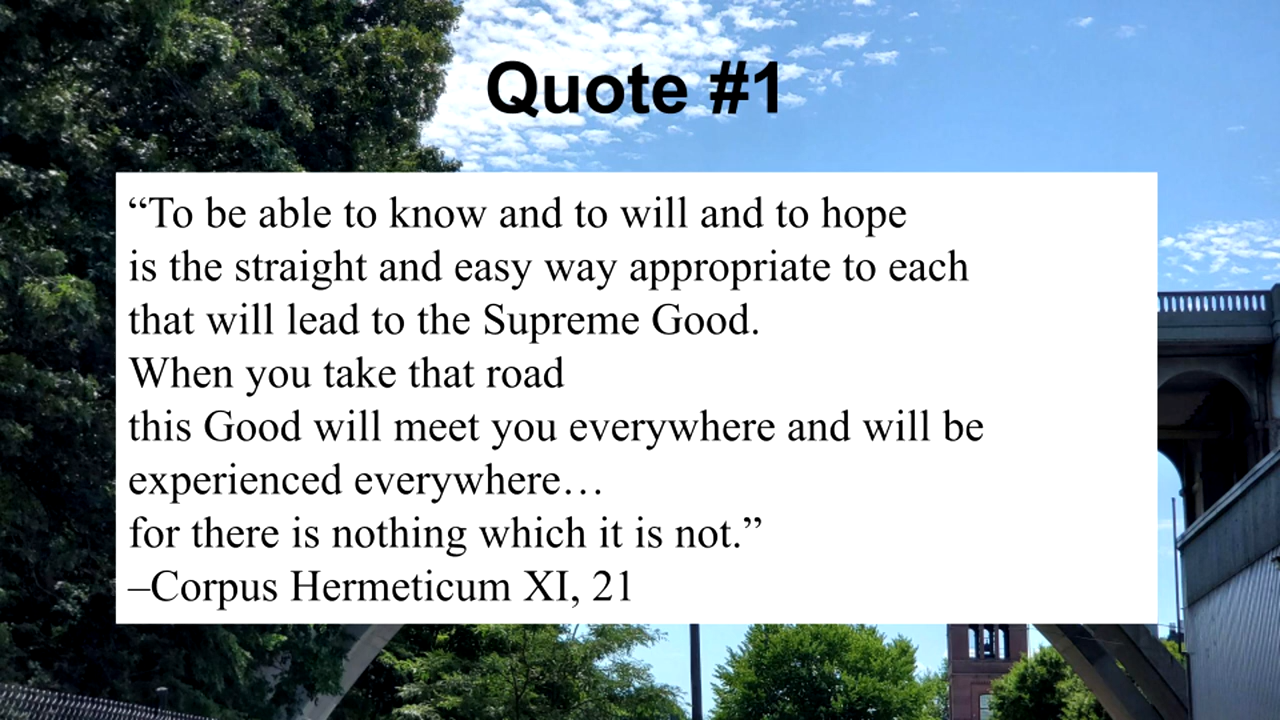 Quote #1
“To be able to know and to will and to hope
is the straight and easy way appropriate to each
that will lead to the Supreme Good.
When you take that road
this Good will meet you everywhere and will be
experienced everywhere…
for there is nothing which it is not.”
–Corpus Hermeticum XI, 21